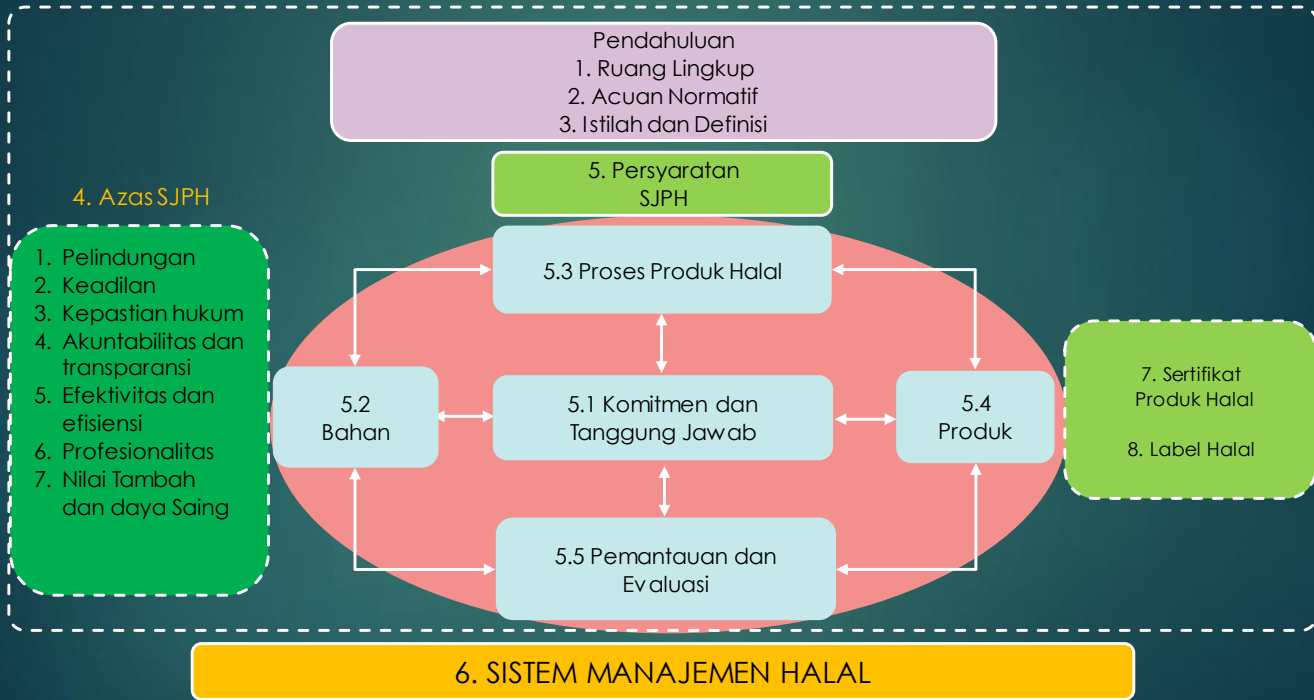 Pendahuluan
1. Ruang Lingkup
2. Acuan Normatif
3. Istilah dan Definisi
5. Persyaratan
SJPH
4. Azas SJPH
1. Pelindungan
2. Keadilan
3. Kepastian hukum
4. Akuntabilitas dan
transparansi
5. Efektivitas dan
efisiensi
6. Profesionalitas
7. Nilai Tambah
dan daya Saing
5.3 Proses Produk Halal
5.2
Bahan
5.1 Komitmen dan
Tanggung Jawab
5.4
Produk
5.5 Pemantauan dan
Evaluasi
7. Sertifikat
Produk Halal
8. Label Halal
6. SISTEM MANAJEMEN HALAL